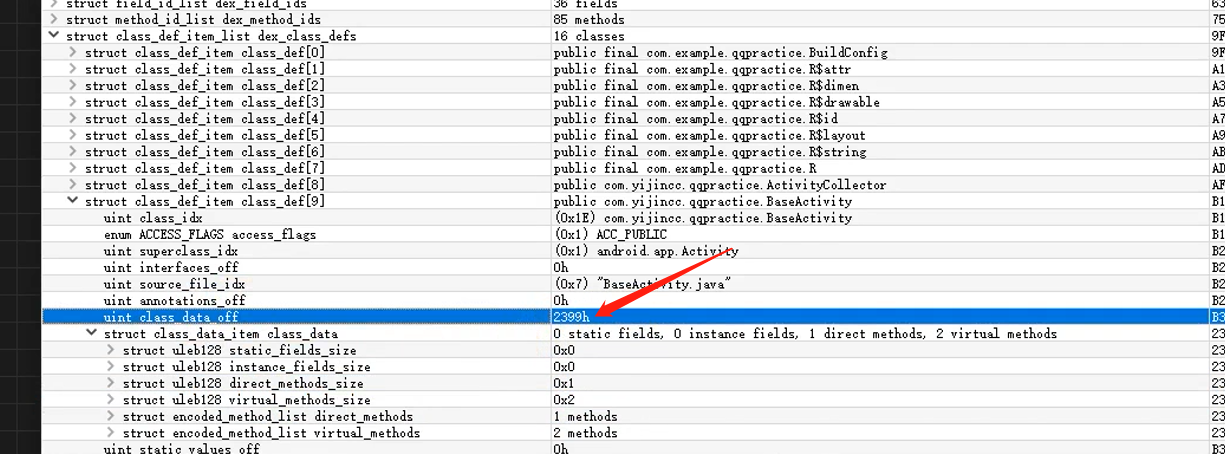 struct field_id_list dex_field_ids 36 fields 63
struct method_id_list dex_method_ids 85 methods 75
struct class_def_item_list dex_class_defs 16 classes 9F
struct class_def_item class_def[0] public final com.example.qqpractice.BuildConfig 9F
struct class_def_item class_def[1] public final com.example.qqpractice.R$attr A1
struct class_def_item class_def[2] public final com.example.qqpractice.R$dimen A3
struct class_def_item class_def[3] public final com.example.qqpractice.R$drawable A5
struct class_def_item class_def[4] public final com.example.qqpractice.R$id A7
struct class_def_item class_def[5] public final com.example.qqpractice.R$layout A9
struct class_def_item class_def[6] public final com.example.qqpractice.R$string AB
struct class_def_item class_def[7] public final com.example.qqpractice.R AD
struct class_def_item class_def[8] public com.yijincc.qqpractice.ActivityCollector AF
struct class_def_item class_def[9] public com.yijincc.qqpractice.BaseActivity B1
uint class_idx (0x1E) com.yijincc.qqpractice.BaseActivity B1
enum ACCESS_FLAGS access_flags (0x1) ACC_PUBLIC B1
uint superclass_idx (0x1) android.app.Activity B2
uint interfaces_off 0h B2
uint source_file_idx (0x7) "BaseActivity.java" B2
uint annotations_off 0h B2
uint class_data_off 2399h B3
struct class_data_item class_data 0 static fields, 0 instance fields, 1 direct methods, 2 virtual methods 23
struct uleb128 static_fields_size 0x0 23
struct uleb128 instance_fields_size 0x0 23
struct uleb128 direct_methods_size 0x1 23
struct uleb128 virtual_methods_size 0x2 23
struct encoded_method_list direct_methods 1 methods 23
struct encoded_method_list virtual_methods 2 methods 23
uint static_values_off 0h B3